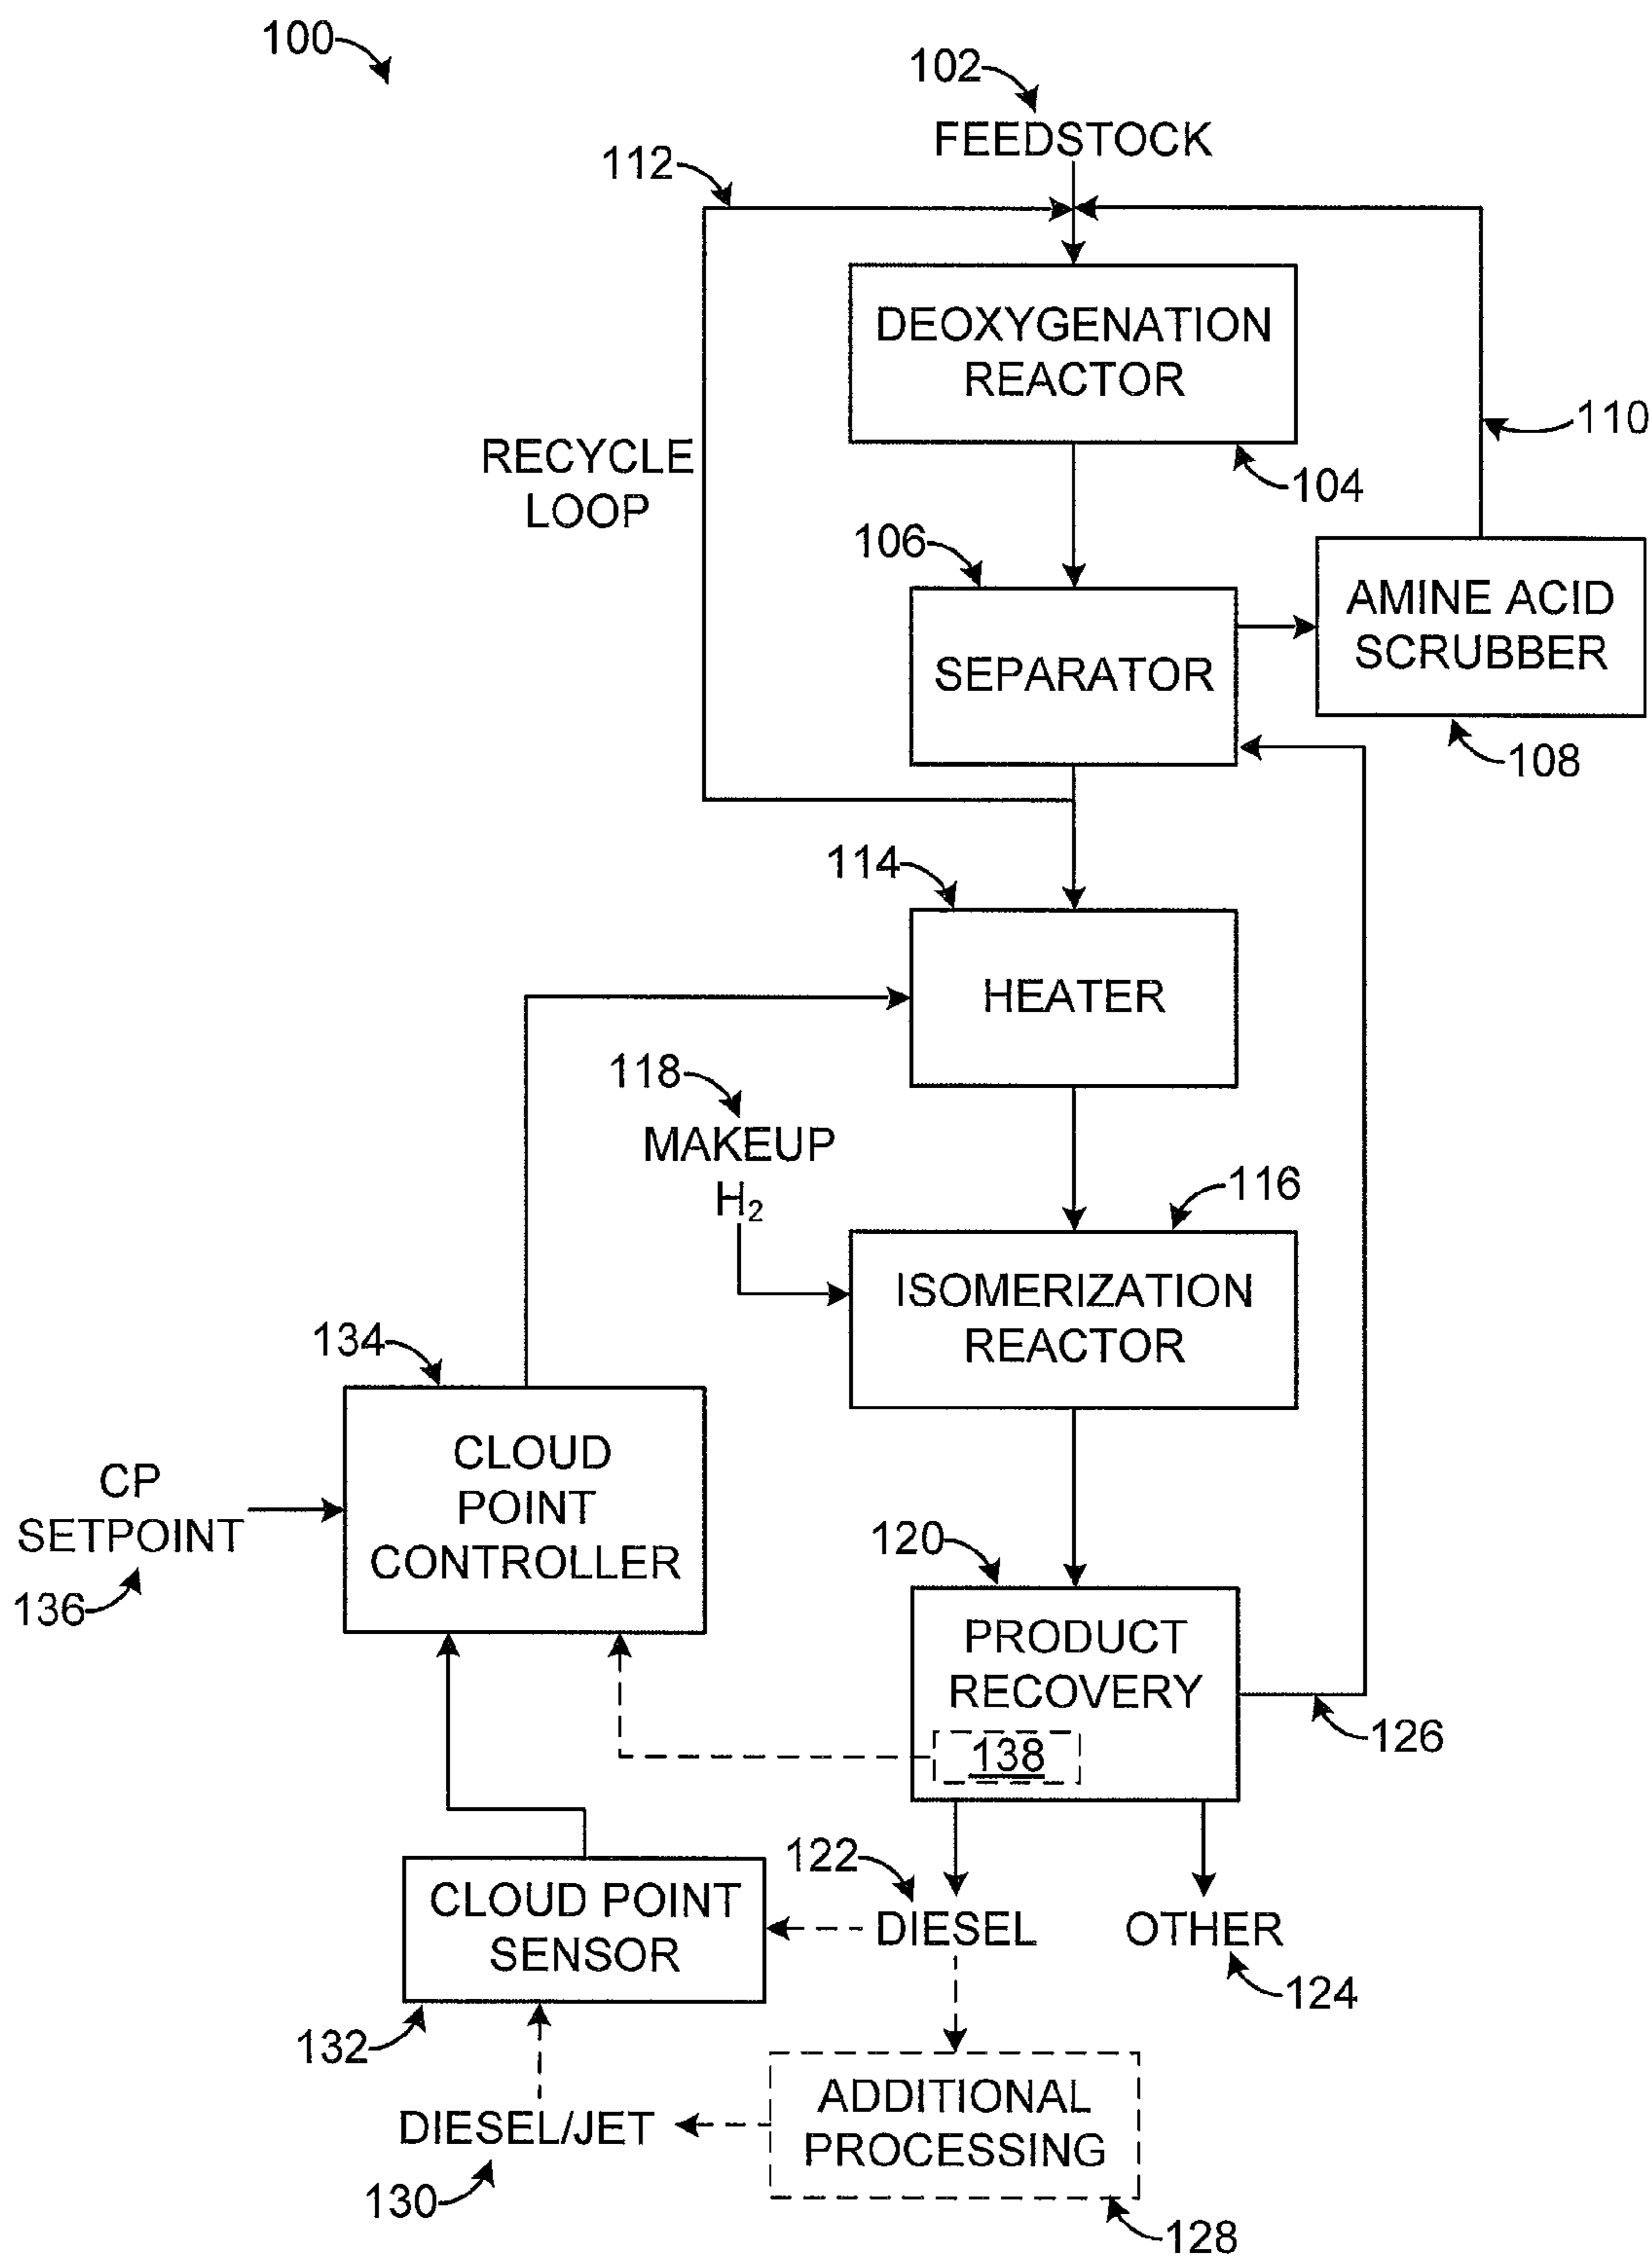 100
102
FEEDSTOCK
112
DEOXYGENATION
REACTOR
110
RECYCLE
LOOP
104
106
AMINE ACID
SCRUBBER
SEPARATOR
108
114
HEATER
118
MAKEUP
H₂
116
ISOMERIZATION
REACTOR
134
CLOUD
POINT
CONTROLLER
CP
SETPOINT
136
120
PRODUCT
RECOVERY
138
126
122
CLOUD POINT
SENSOR
DIESEL
OTHER
124
132
ADDITIONAL
PROCESSING
DIESEL/JET
130
128